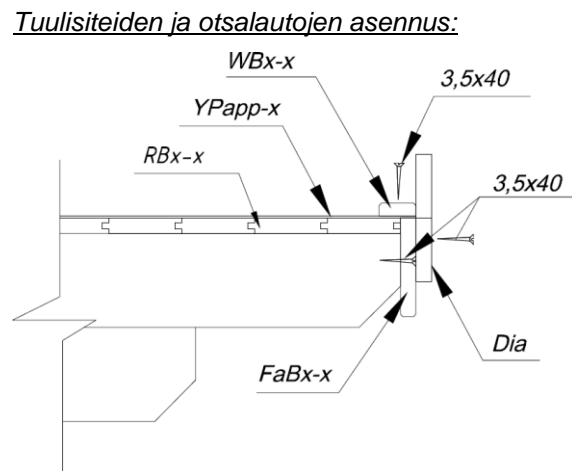 Tuulisiteiden ja otsalautojen asennus:
WBx-x
3,5x40
YPapp-x
RBx-x
3,5x40
Dia
FaBx-x